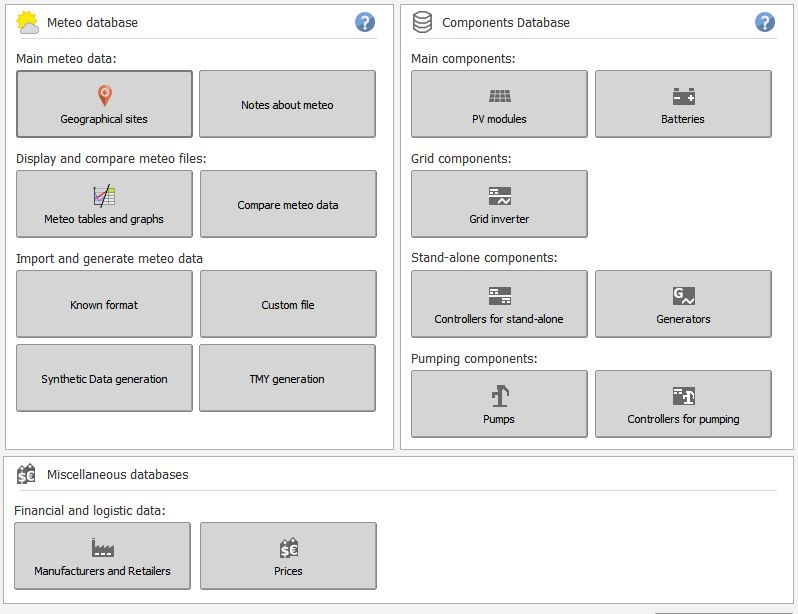 Meteo database
?
Main meteo data:
Geographical sites
Notes about meteo
Display and compare meteo files:
Meteo tables and graphs
Compare meteo data
Import and generate meteo data
Known format
Custom file
Synthetic Data generation
TMY generation
Components Database
?
Main components:
PV modules
Batteries
Grid components:
Grid inverter
Stand-alone components:
Controllers for stand-alone
G
Generators
Pumping components:
Pumps
Controllers for pumping
$€
Miscellaneous databases
Financial and logistic data:
Manufacturers and Retailers
$€
Prices